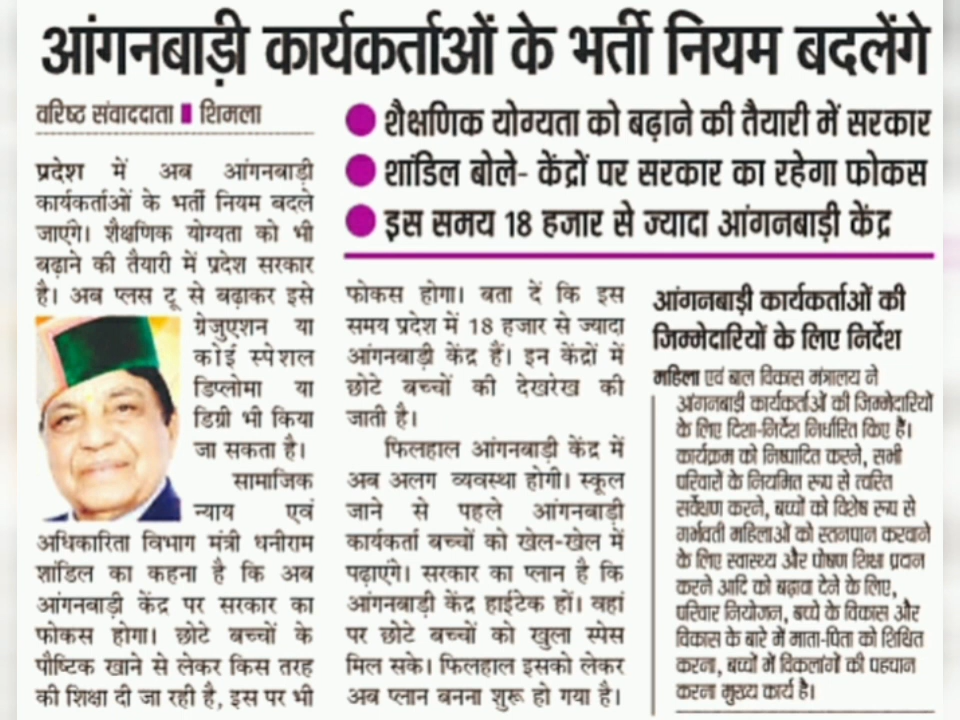 आंगनबाड़ी कार्यकर्ताओं के भर्ती नियम बदलेंगे
वरिष्ठ संवाददाता
शिमला
शैक्षणिक योग्यता को बढ़ाने की तैयारी में सरकार
शांडिल बोले- केंद्रों पर सरकार का रहेगा फोकस
इस समय 18 हजार से ज्यादा आंगनबाड़ी केंद्र
प्रदेश में अब आंगनबाड़ी
कार्यकर्ताओं के भर्ती नियम बदले
जाएंगे। शैक्षणिक योग्यता को भी
बढ़ाने की तैयारी में प्रदेश सरकार
है। अब प्लस टू से बढ़ाकर इसे
ग्रेजुएशन या
कोई स्पेशल
डिप्लोमा या
डिग्री भी किया
जा सकता है।
सामाजिक
न्याय एवं
अधिकारिता विभाग मंत्री धनीराम
शांडिल का कहना है कि अब
आंगनबाड़ी केंद्र पर सरकार का
फोकस होगा। छोटे बच्चों के
पौष्टिक खाने से लेकर किस तरह
की शिक्षा दी जा रही है, इस पर भी
फोकस होगा। बता दें कि इस
समय प्रदेश में 18 हजार से ज्यादा
आंगनबाड़ी केंद्र हैं। इन केंद्रों में
छोटे बच्चों की देखरेख की
जाती है।
फिलहाल आंगनबाड़ी केंद्र में
अब अलग व्यवस्था होगी। स्कूल
जाने से पहले आंगनबाड़ी
कार्यकर्ता बच्चों को खेल-खेल में
पढ़ाएंगे। सरकार का प्लान है कि
आंगनबाड़ी केंद्र हाईटेक हों। वहां
पर छोटे बच्चों को खुला स्पेस
मिल सके। फिलहाल इसको लेकर
अब प्लान बनना शुरू हो गया है।
आंगनबाड़ी कार्यकर्ताओं की
जिम्मेदारियों के लिए निर्देश
महिला एवं बाल विकास मंत्रालय ने
आंगनबाड़ी कार्यकर्ताओं की जिम्मेदारियों
के लिए दिशा-निर्देश निर्धारित किए हैं।
कार्यक्रम को निष्पादित करने, सभी
परिवारों के नियमित रूप से त्वरित
सर्वेक्षण करने, बच्चों को विशेष रूप से
गर्भवती महिलाओं को स्तनपान करवाने
के लिए स्वास्थ्य और पोषण शिक्षा प्रदान
करने आदि को बढ़ावा देने के लिए,
परिवार नियोजन, बच्चे के विकास और
विकास के बारे में माता-पिता को शिक्षित
करना, बच्चों में विकलांगों की पहचान
करना मुख्य कार्य है।